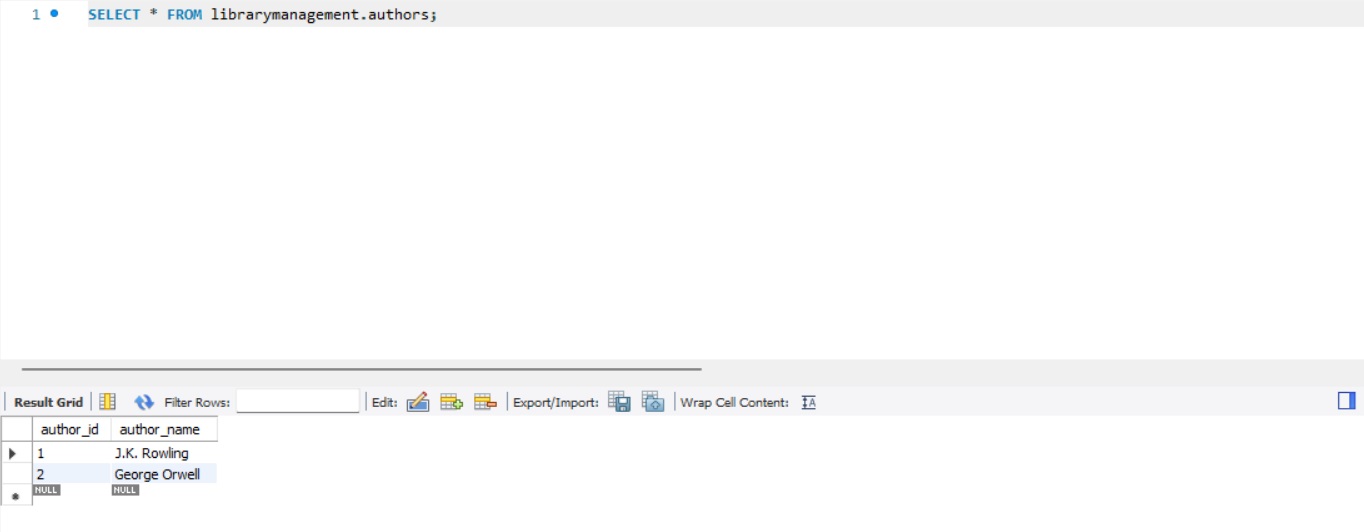 1 SELECT * FROM librarymanagement.authors;
Result Grid Filter Rows: Edit: Export/Import: Wrap Cell Content: IA
author_id author_name
1 J.K. Rowling
2 George Orwell
NULL NULL